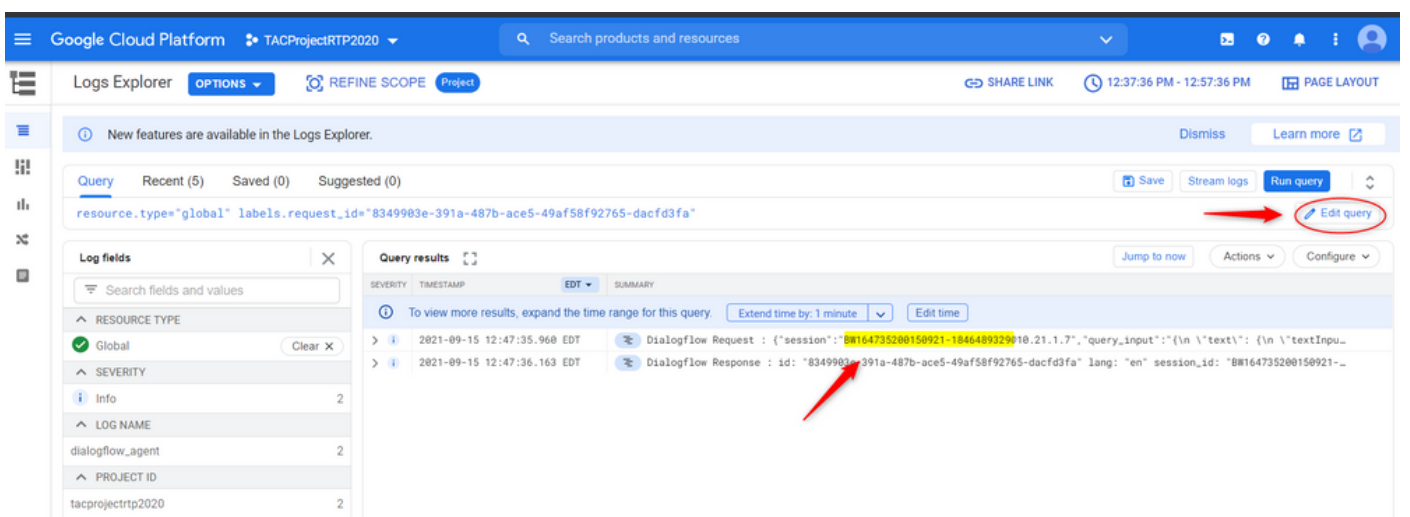 Google Cloud Platform TACProjectRTP2020 Search products and resources
Logs Explorer OPTIONS REFINE SCOPE Project SHARE LINK 12:37:36 PM - 12:57:36 PM PAGE LAYOUT
New features are available in the Logs Explorer. Dismiss Learn more
Query Recent (5) Saved (0) Suggested (0) Save Stream logs Run query
resource.type="global" labels.request_id="8349903e-391a-487b-ace5-49af58f92765-dacfd3fa" Edit query
Log fields Query results Jump to now Actions Configure
Search fields and values SEVERITY TIMESTAMP EDT SUMMARY
RESOURCE TYPE To view more results, expand the time range for this query. Extend time by: 1 minute Edit time
Global Clear X 2021-09-15 12:47:35.960 EDT Dialogflow Request : {"session":"BW164735200150921-1846489329@10.21.1.7","query_input":"{\n \"text\": {\n \"textInpu…
SEVERITY 2021-09-15 12:47:36.163 EDT Dialogflow Response : id: "8349903e-391a-487b-ace5-49af58f92765-dacfd3fa" lang: "en" session_id: "BW164735200150921-…
Info 2
LOG NAME
dialogflow_agent 2
PROJECT ID
tacprojectrtp2020 2